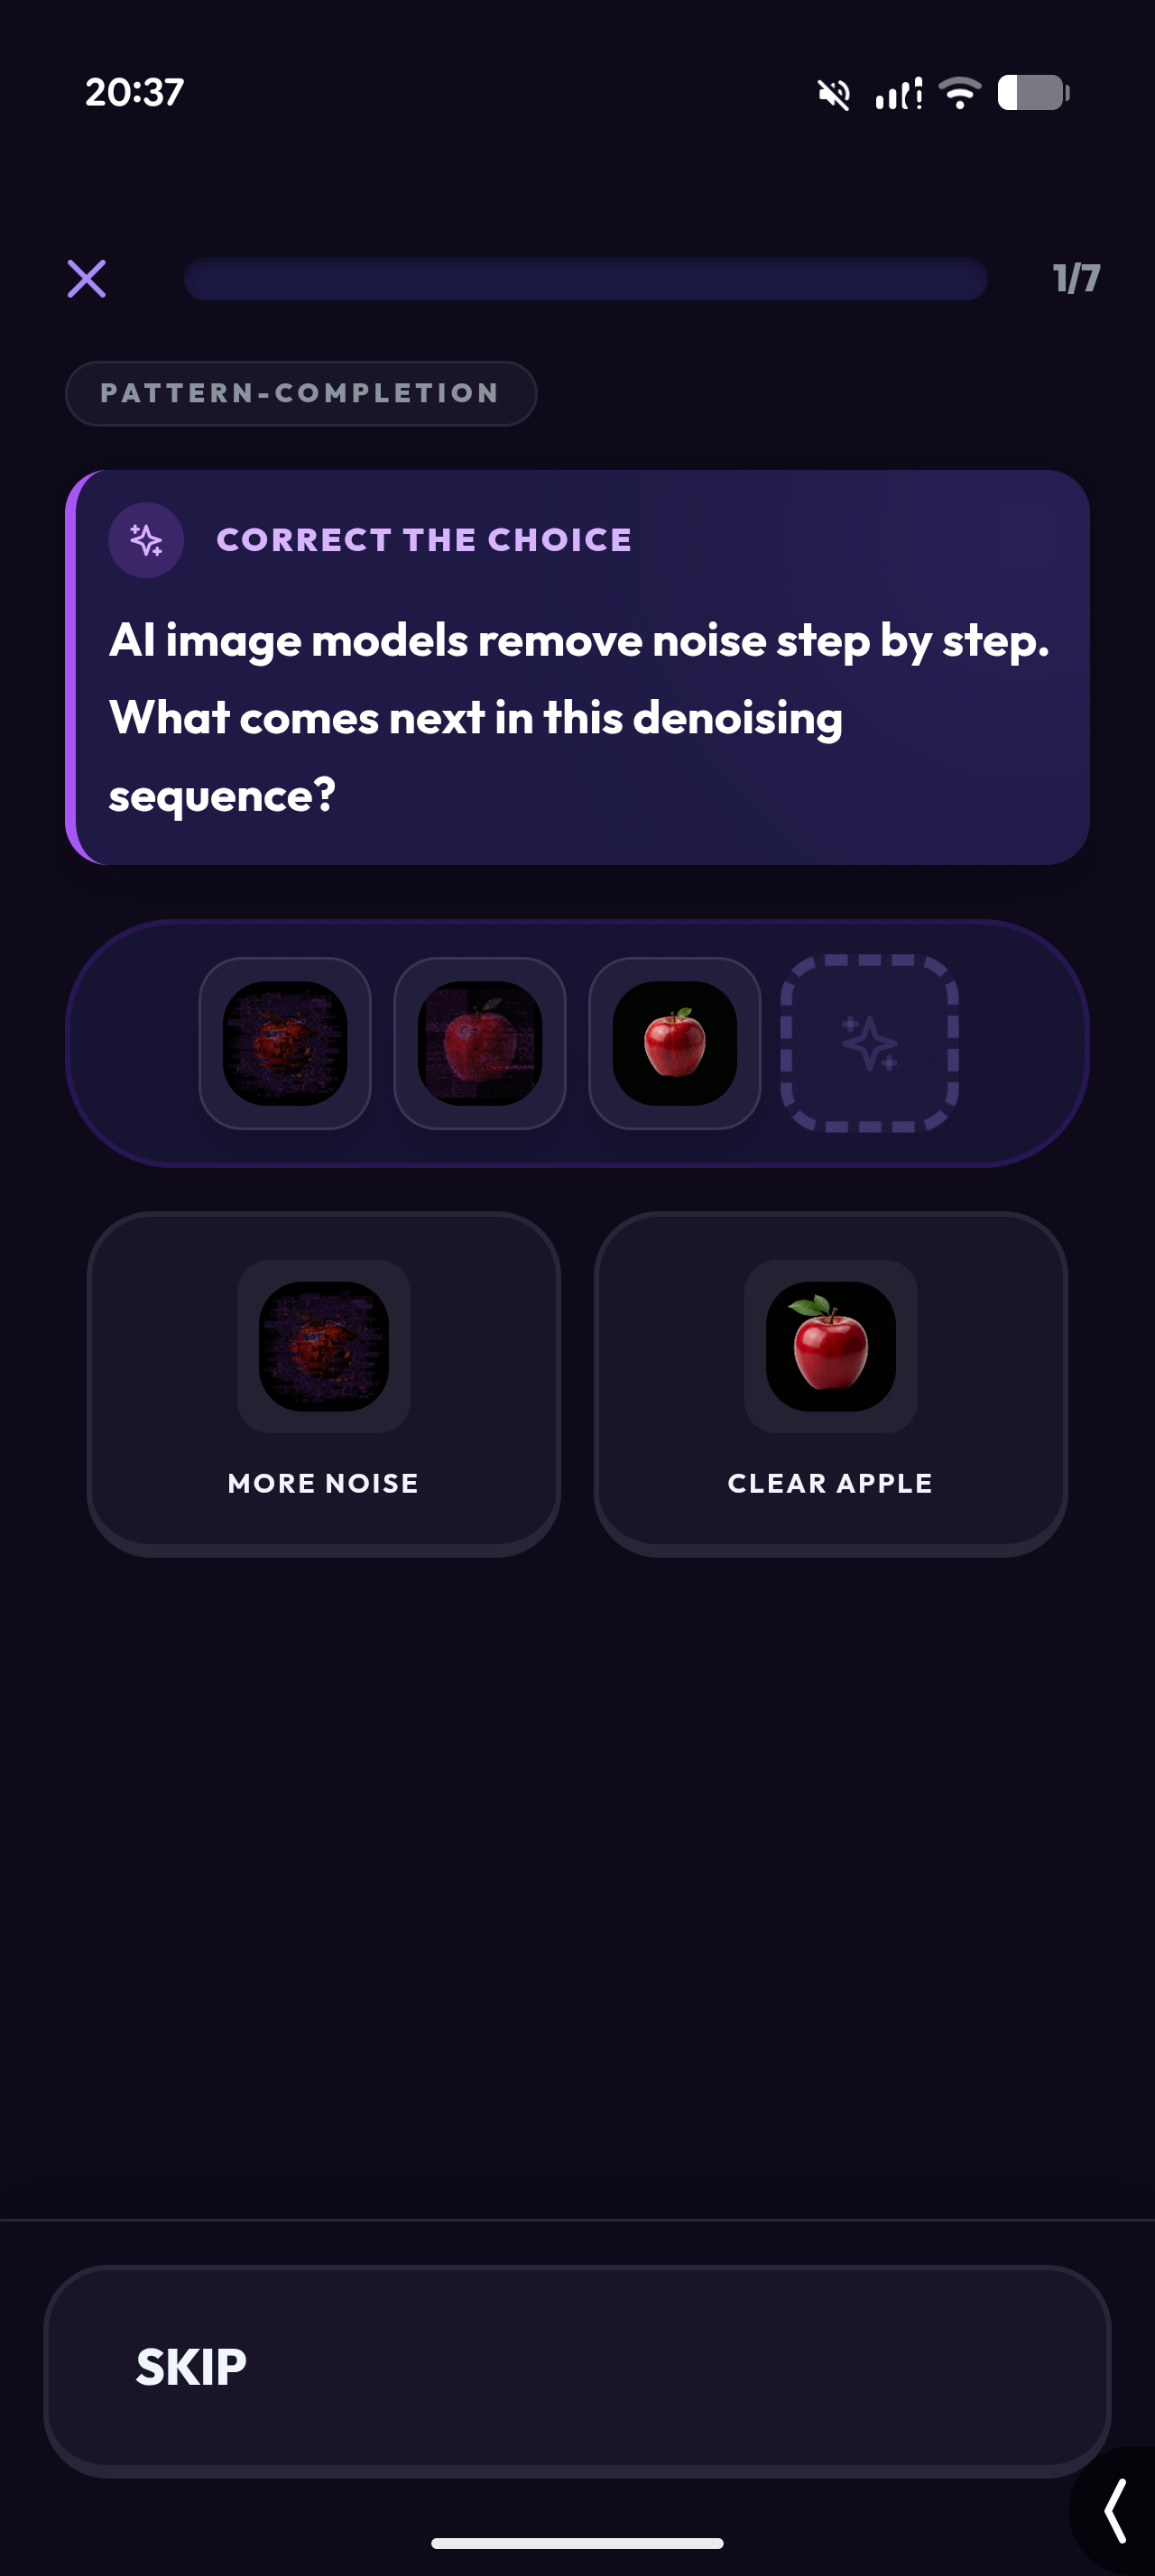 20:37
1/7
PATTERN-COMPLETION
CORRECT THE CHOICE
AI image models remove noise step by step.
What comes next in this denoising
sequence?
MORE NOISE
CLEAR APPLE
SKIP